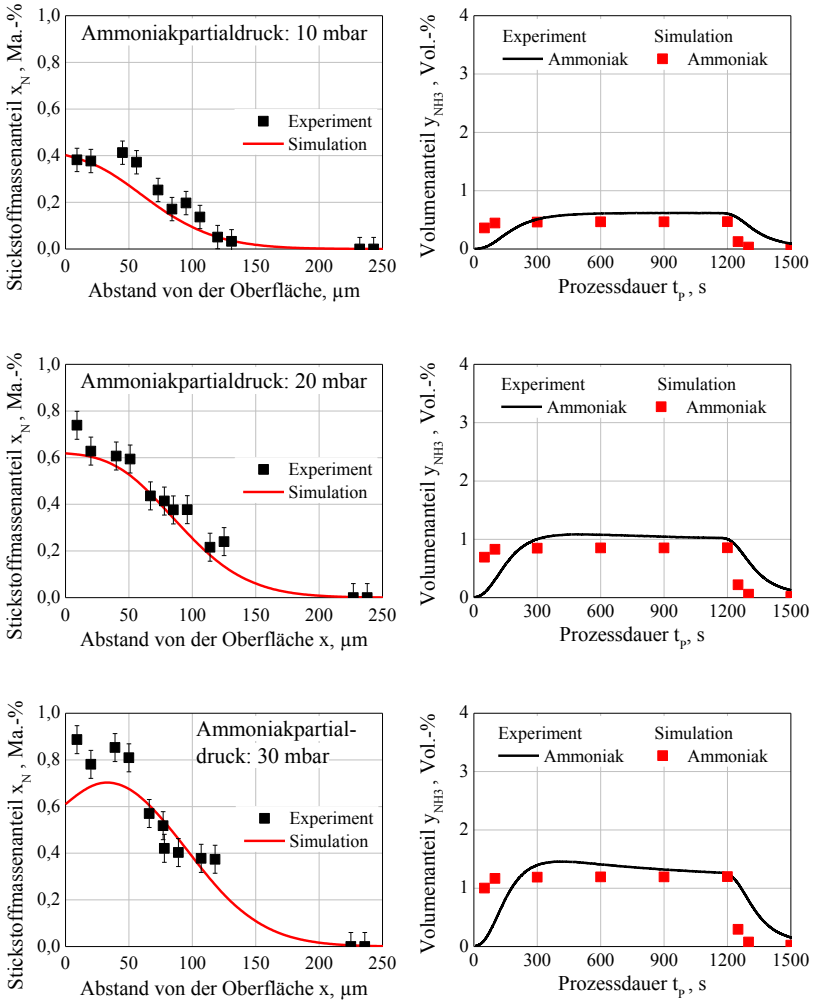 Stickstoffmassenanteil x_N , Ma.-%
1,0
0,8
0,6
0,4
0,2
0,0
Ammoniakpartialdruck: 10 mbar
Experiment
Simulation
0 50 100 150 200 250
Abstand von der Oberfläche, µm
Volumenanteil y_NH3 , Vol.-%
4
3
2
1
0
Experiment Simulation
Ammoniak Ammoniak
0 300 600 900 1200 1500
Prozessdauer t_P, s
Stickstoffmassenanteil x_N , Ma.-%
1,0
0,8
0,6
0,4
0,2
0,0
Ammoniakpartialdruck: 20 mbar
Experiment
Simulation
0 50 100 150 200 250
Abstand von der Oberfläche x, µm
Volumenanteil y_NH3 , Vol.-%
4
3
2
1
0
Experiment Simulation
Ammoniak Ammoniak
0 300 600 900 1200 1500
Prozessdauer t_P, s
Stickstoffmassenanteil x_N , Ma.-%
1,0
0,8
0,6
0,4
0,2
0,0
Ammoniakpartial-
druck: 30 mbar
Experiment
Simulation
0 50 100 150 200 250
Abstand von der Oberfläche x, µm
Volumenanteil y_NH3 , Vol.-%
4
3
2
1
0
Experiment Simulation
Ammoniak Ammoniak
0 300 600 900 1200 1500
Prozessdauer t_P, s